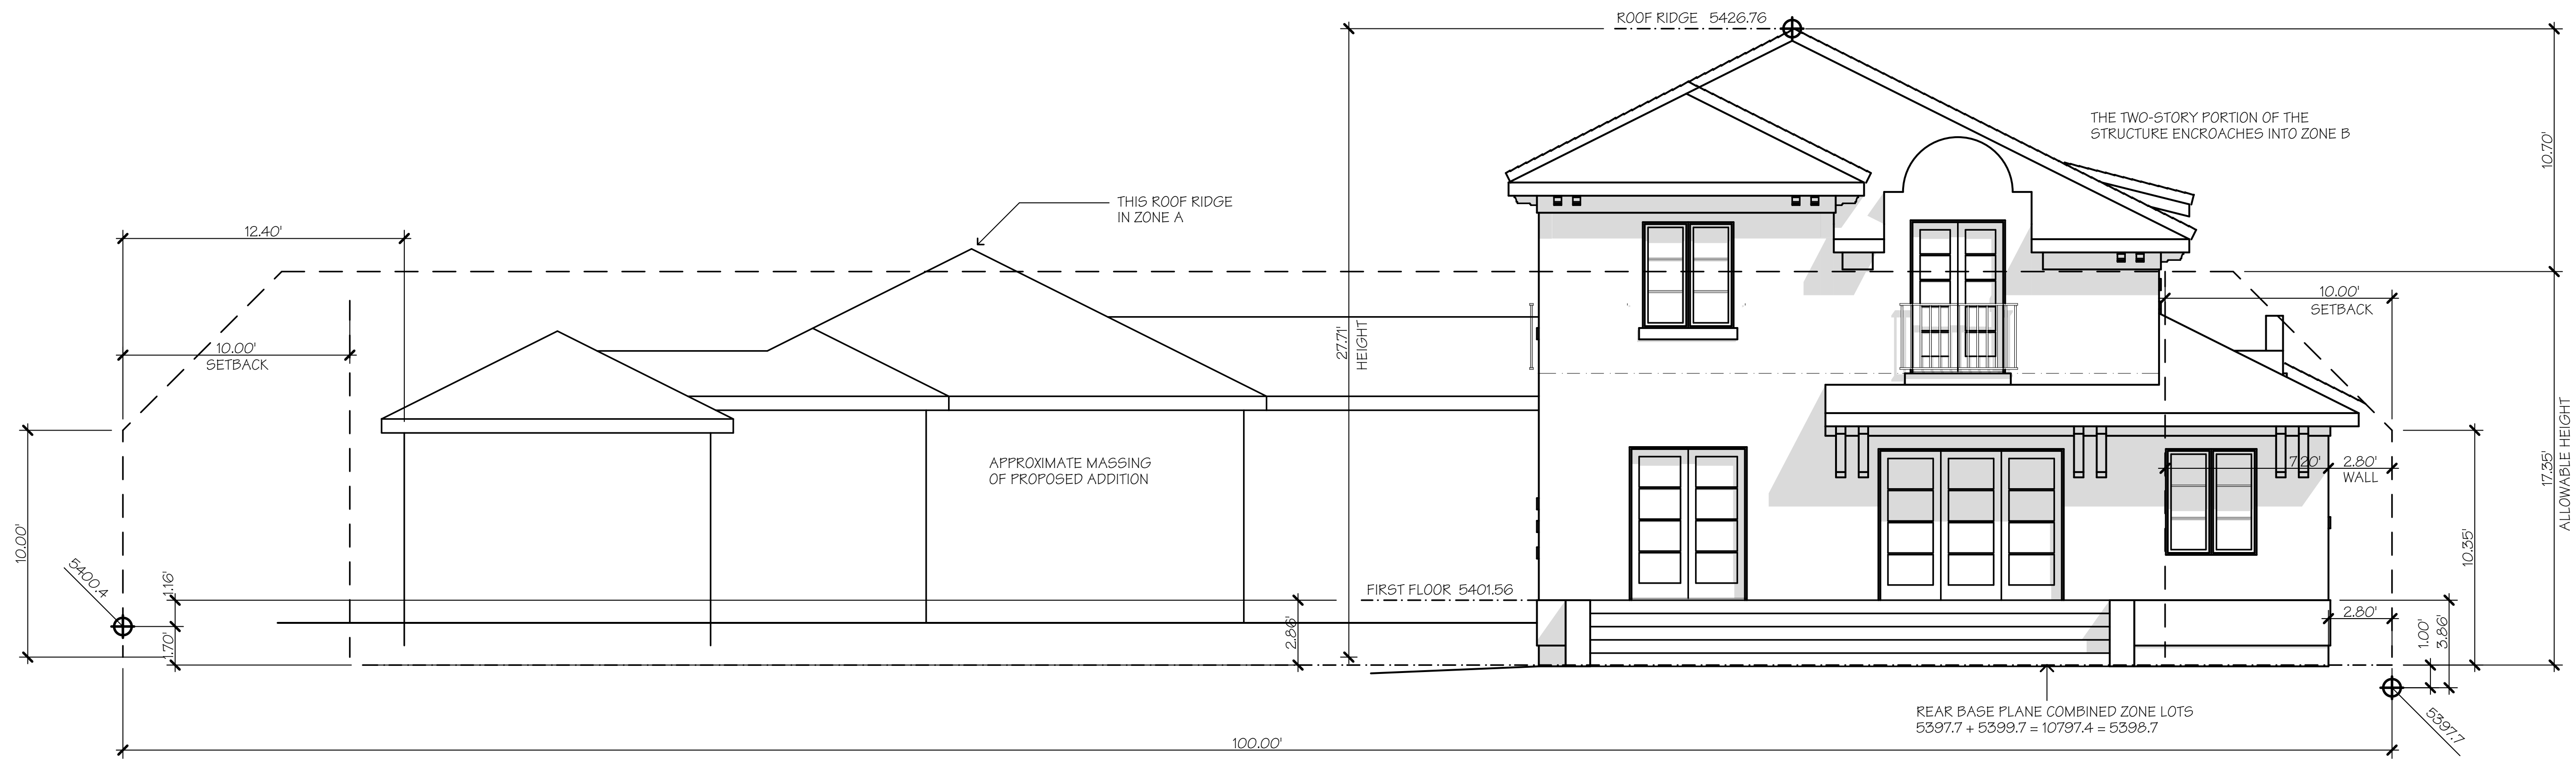 ROOF RIDGE 5426.76
THE TWO-STORY PORTION OF THE
STRUCTURE ENCROACHES INTO ZONE B
10.70'
THIS ROOF RIDGE
IN ZONE A
12.40'
10.00'
SETBACK
10.00'
SETBACK
27.71'
HEIGHT
17.35'
ALLOWABLE HEIGHT
APPROXIMATE MASSING
OF PROPOSED ADDITION
7.20'
2.80'
WALL
10.00'
10.35'
5400.4
1.16'
1.70'
FIRST FLOOR 5401.56
2.86'
2.80'
1.00'
3.86'
REAR BASE PLANE COMBINED ZONE LOTS
5397.7 + 5399.7 = 10797.4 = 5398.7
5397.7
100.00'